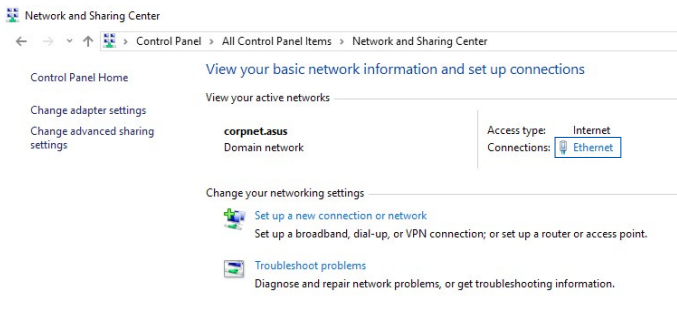 Network and Sharing Center
Control Panel > All Control Panel Items > Network and Sharing Center
Control Panel Home
Change adapter settings
Change advanced sharing
settings
View your basic network information and set up connections
View your active networks
corpnet.asus
Domain network
Access type: Internet
Connections: Ethernet
Change your networking settings
Set up a new connection or network
Set up a broadband, dial-up, or VPN connection; or set up a router or access point.
Troubleshoot problems
Diagnose and repair network problems, or get troubleshooting information.